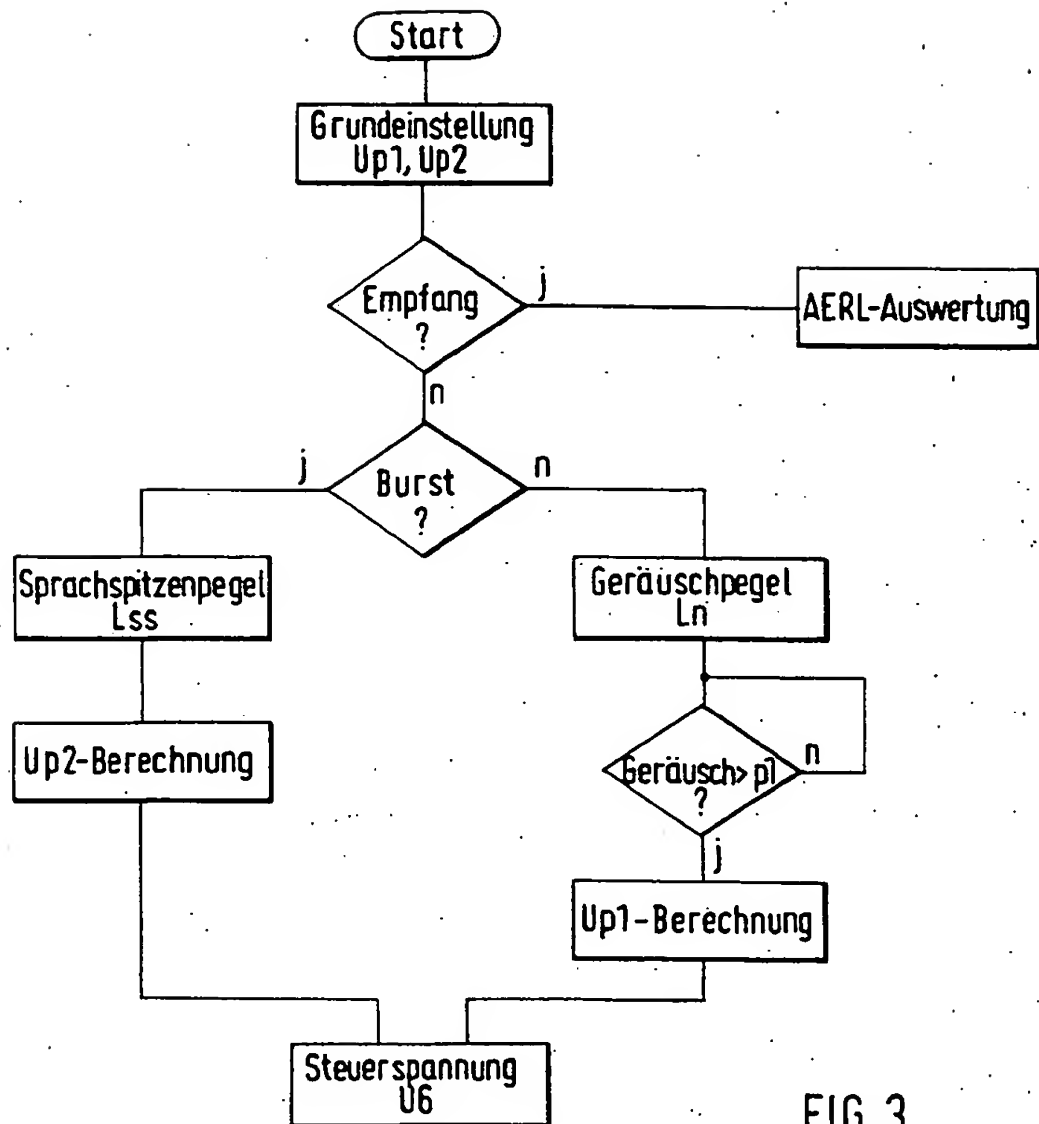 Start
Grundeinstellung
Up1, Up2
Empfang
?
j
AERL-Auswertung
n
Burst
?
j
n
Sprachspitzenpegel
Lss
Geräuschpegel
Ln
Up2-Berechnung
Geräusch> p1
?
n
j
Up1-Berechnung
Steuerspannung
U6
FIG. 3